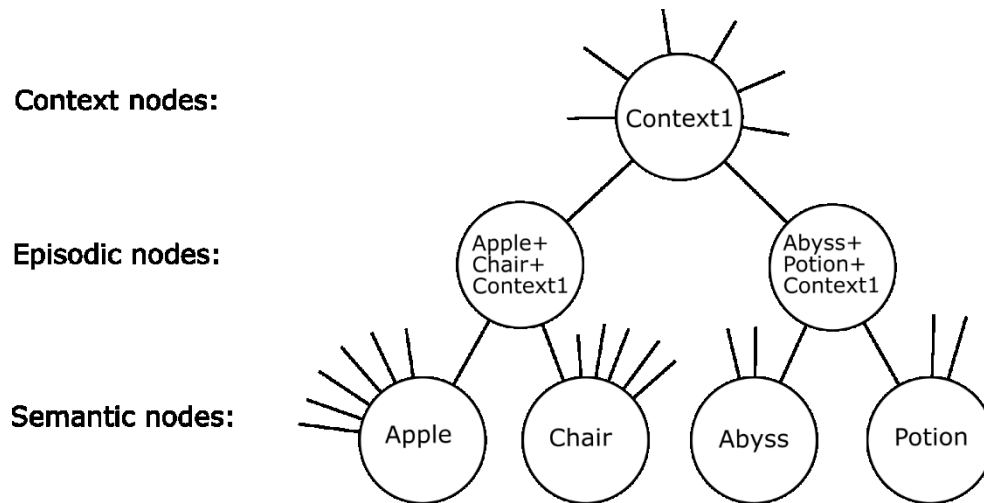 Context nodes:
Context1
Episodic nodes:
Apple+
Chair+
Context1
Abyss+
Potion+
Context1
Semantic nodes:
Apple
Chair
Abyss
Potion